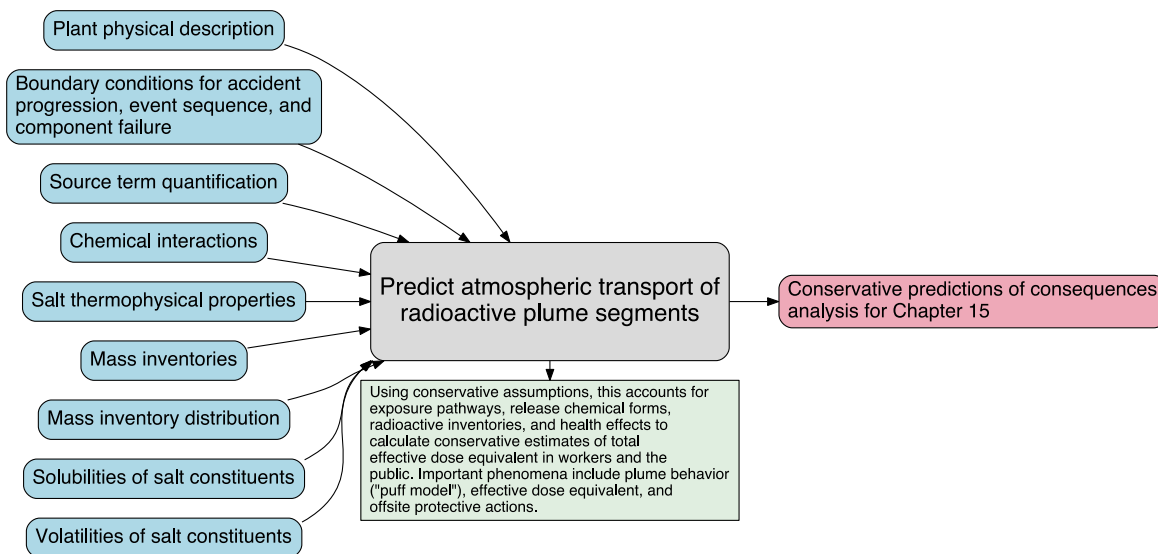 Plant physical description
Boundary conditions for accident
progression, event sequence, and
component failure
Source term quantification
Chemical interactions
Salt thermophysical properties
Mass inventories
Mass inventory distribution
Solubilities of salt constituents
Volatilities of salt constituents
Predict atmospheric transport of
radioactive plume segments
Using conservative assumptions, this accounts for
exposure pathways, release chemical forms,
radioactive inventories, and health effects to
calculate conservative estimates of total
effective dose equivalent in workers and the
public. Important phenomena include plume behavior
("puff model"), effective dose equivalent, and
offsite protective actions.
Conservative predictions of consequences
analysis for Chapter 15